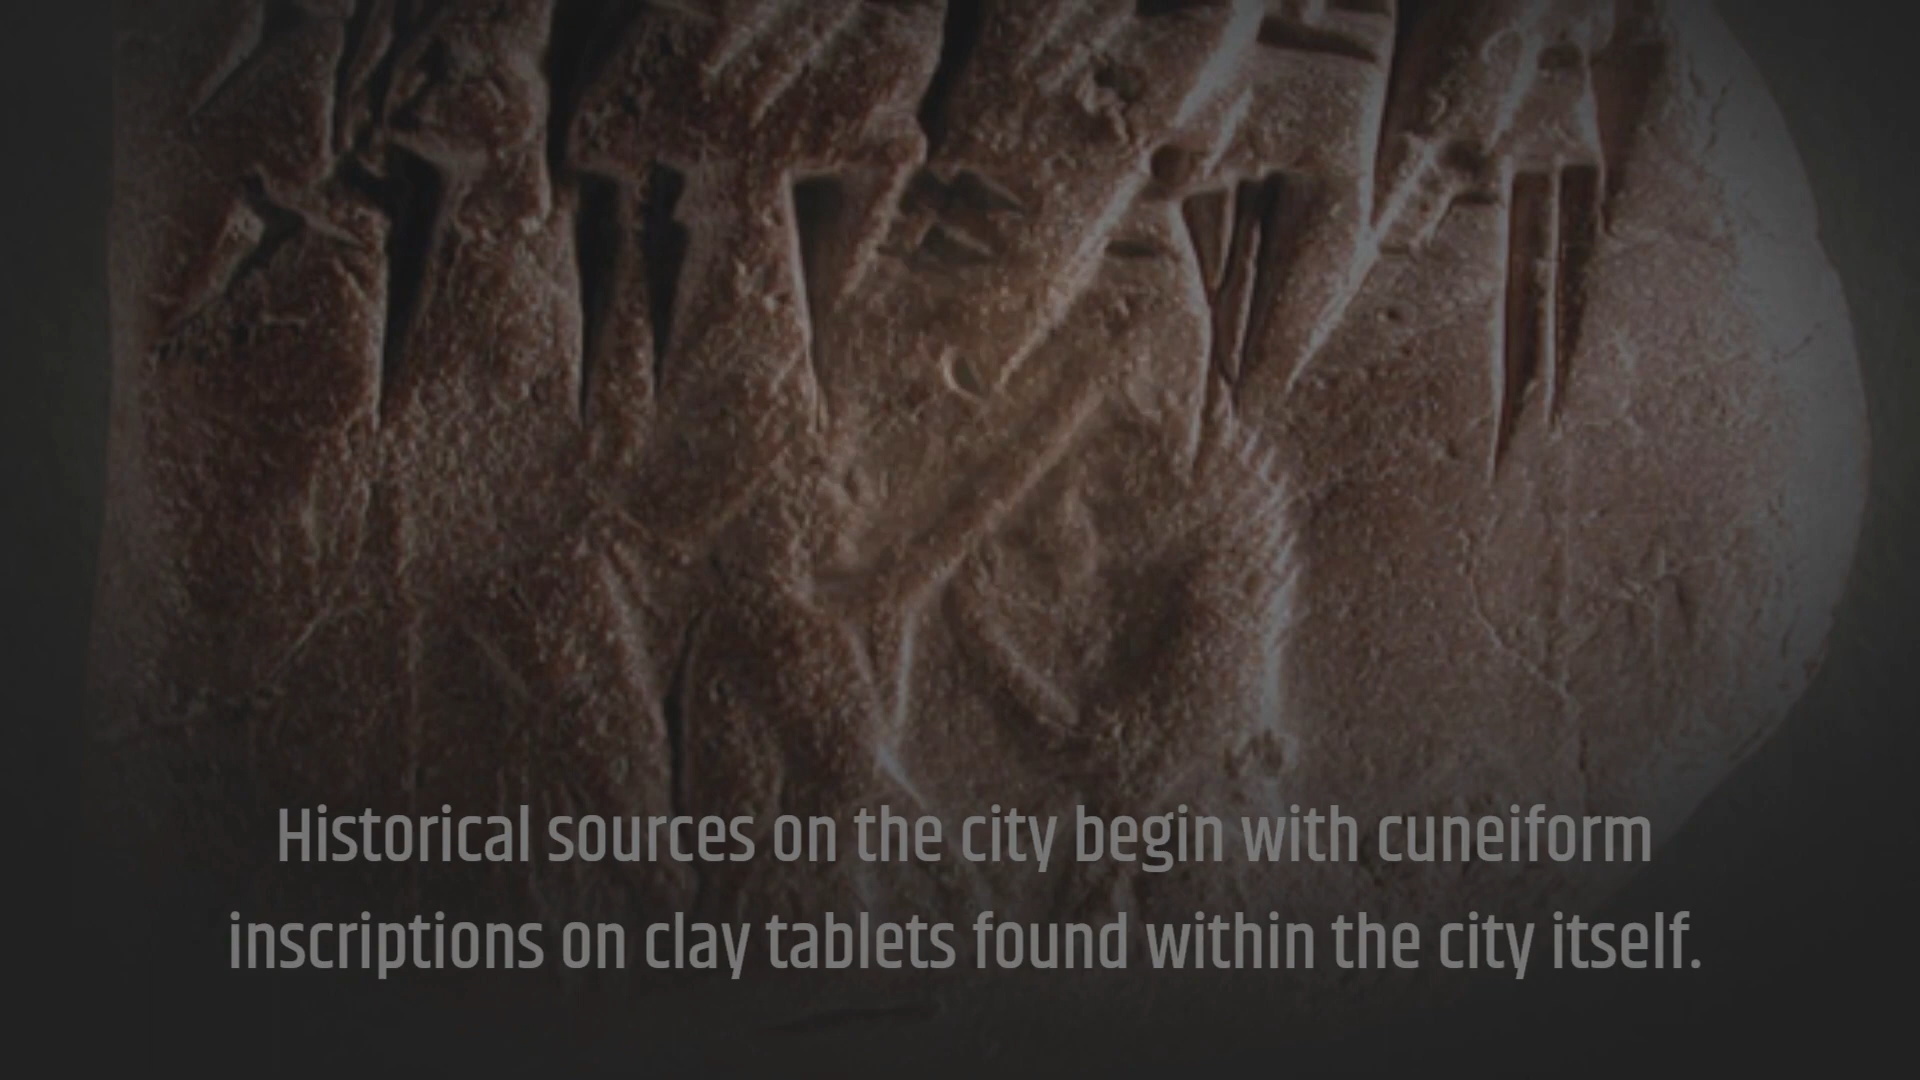 Historical sources on the city begin with cuneiform
inscriptions on clay tablets found within the city itself.